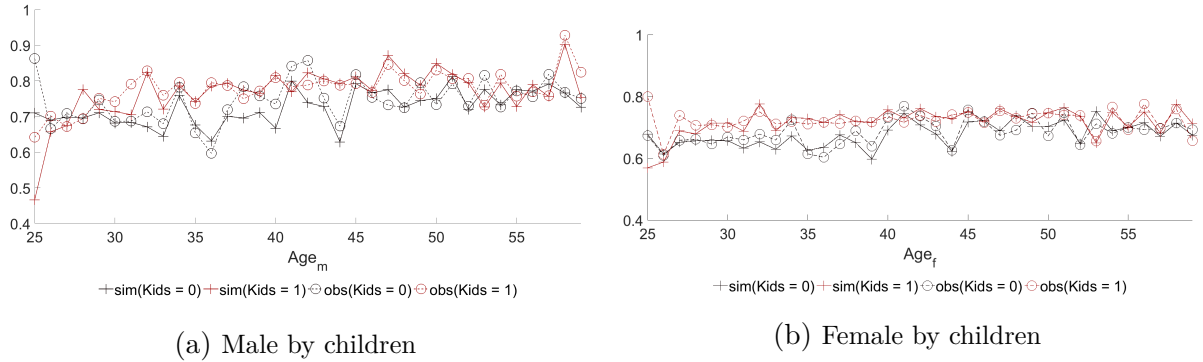 1
0.9
0.8
0.7
0.6
0.5
0.4
25 30 35 40 45 50 55
Age_m
sim(Kids = 0) sim(Kids = 1) obs(Kids = 0) obs(Kids = 1)
(a) Male by children
1
0.8
0.6
0.4
25 30 35 40 45 50 55
Age_f
sim(Kids = 0) sim(Kids = 1) obs(Kids = 0) obs(Kids = 1)
(b) Female by children